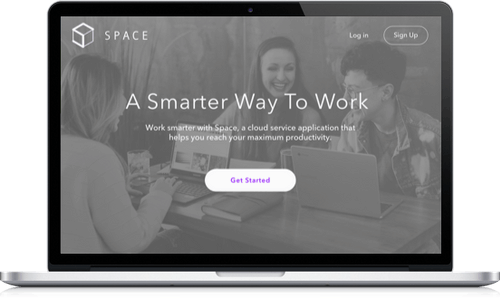 SPACE
Log in
Sign Up
A Smarter Way To Work
Work smarter with Space, a cloud service application that
helps you reach your maximum productivity.
Get Started